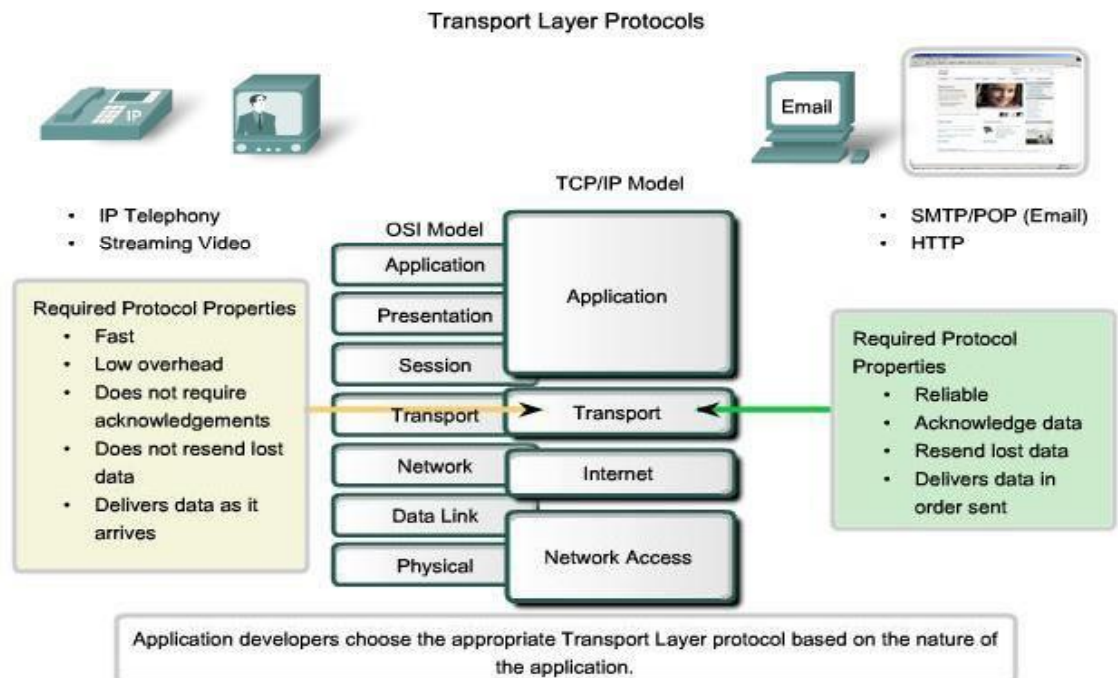 Transport Layer Protocols
IP
Email
• IP Telephony
• Streaming Video
• SMTP/POP (Email)
• HTTP
Required Protocol Properties
• Fast
• Low overhead
• Does not require
acknowledgements
• Does not resend lost
data
• Delivers data as it
arrives
OSI Model
Application
Presentation
Session
Transport
Network
Data Link
Physical
TCP/IP Model
Application
Transport
Internet
Network Access
Required Protocol
Properties
• Reliable
• Acknowledge data
• Resend lost data
• Delivers data in
order sent
Application developers choose the appropriate Transport Layer protocol based on the nature of
the application.